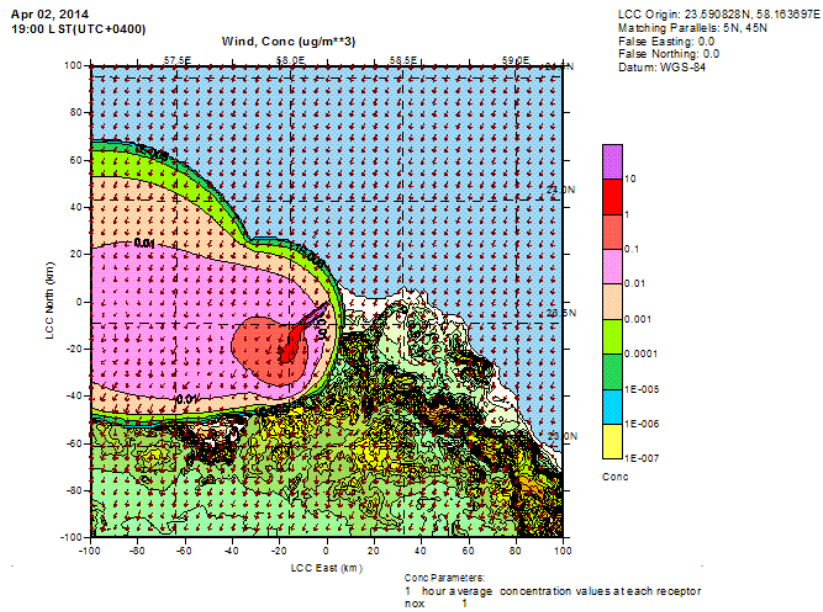 Apr 02, 2014
19:00 LST(UTC+0400)
LCC Origin: 23.590828N, 58.163697E
Matching Parallels: 5N, 45N
False Easting: 0.0
False Northing: 0.0
Datum: WGS-84
Wind, Conc (ug/m**3)
57.5E 58.0E 58.5E 59.0E
100
80
60
40
20
0
-20
-40
-60
-80
-100
LCC North (km)
24.0N
23.5N
23.0N
0.01
0.01
0.01
-100 -80 -60 -40 -20 0 20 40 60 80 100
LCC East (km)
10
1
0.1
0.01
0.001
0.0001
1E-005
1E-006
1E-007
Conc
Conc Parameters:
1 hour average concentration values at each receptor
nox 1